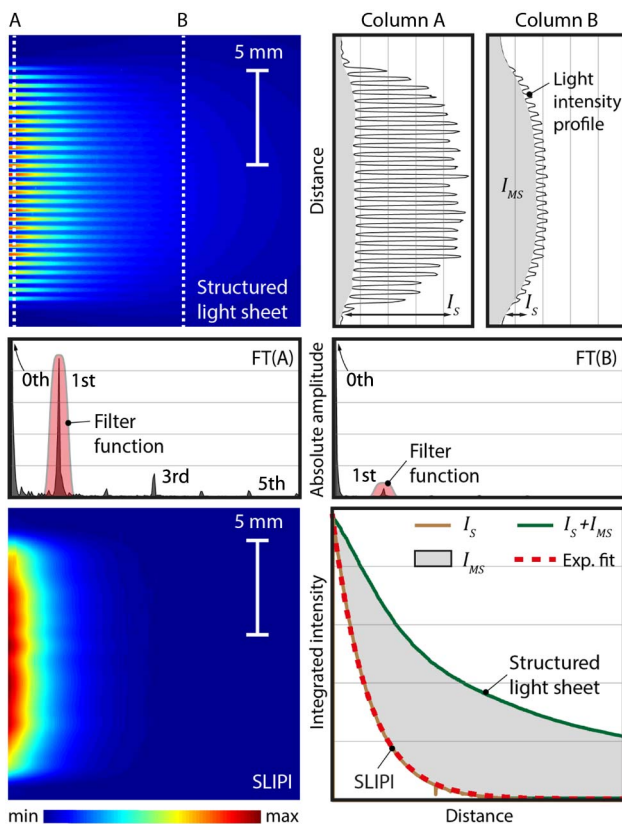 A
B
Column A
Column B
5 mm
Structured
light sheet
Distance
I_S
Light
intensity
profile
I_MS
I_S
0th
1st
Filter
function
3rd
5th
FT(A)
Absolute amplitude
0th
1st
Filter
function
FT(B)
5 mm
SLIPI
min
max
Integrated intensity
I_S
I_S+I_MS
I_MS
Exp. fit
Structured
light sheet
SLIPI
Distance